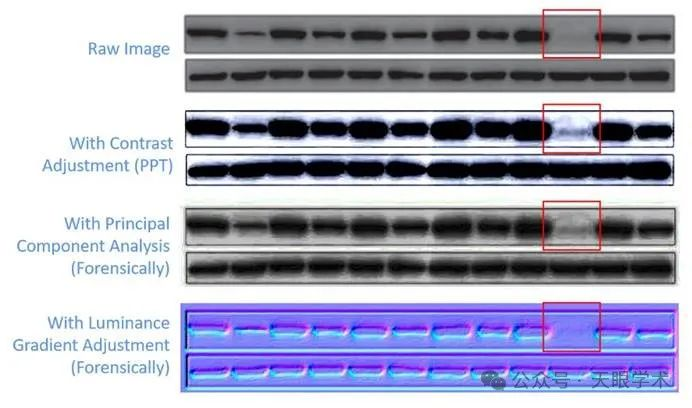 Raw Image
With Contrast
Adjustment (PPT)
With Principal
Component Analysis
(Forensically)
With Luminance
Gradient Adjustment
(Forensically)
公众号・天眼学术